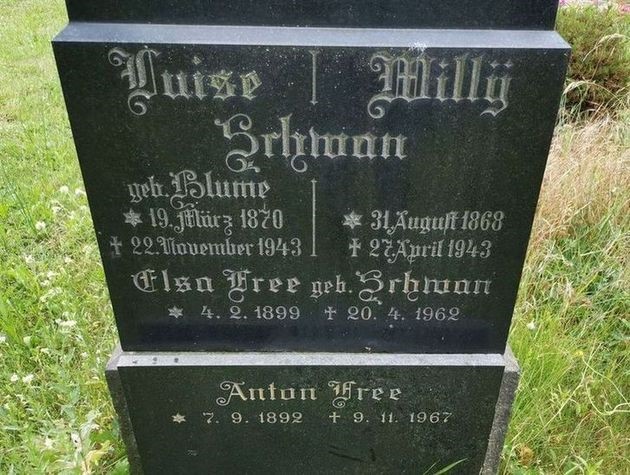 Luise | Willÿ
Schwan
geb. Blume
* 19. März 1870 | * 31. August 1868
† 22. November 1943 | † 27. April 1943
Elsa Free geb. Schwan
* 4. 2. 1899 † 20. 4. 1962
Anton Free
* 7. 9. 1892 † 9. 11. 1967